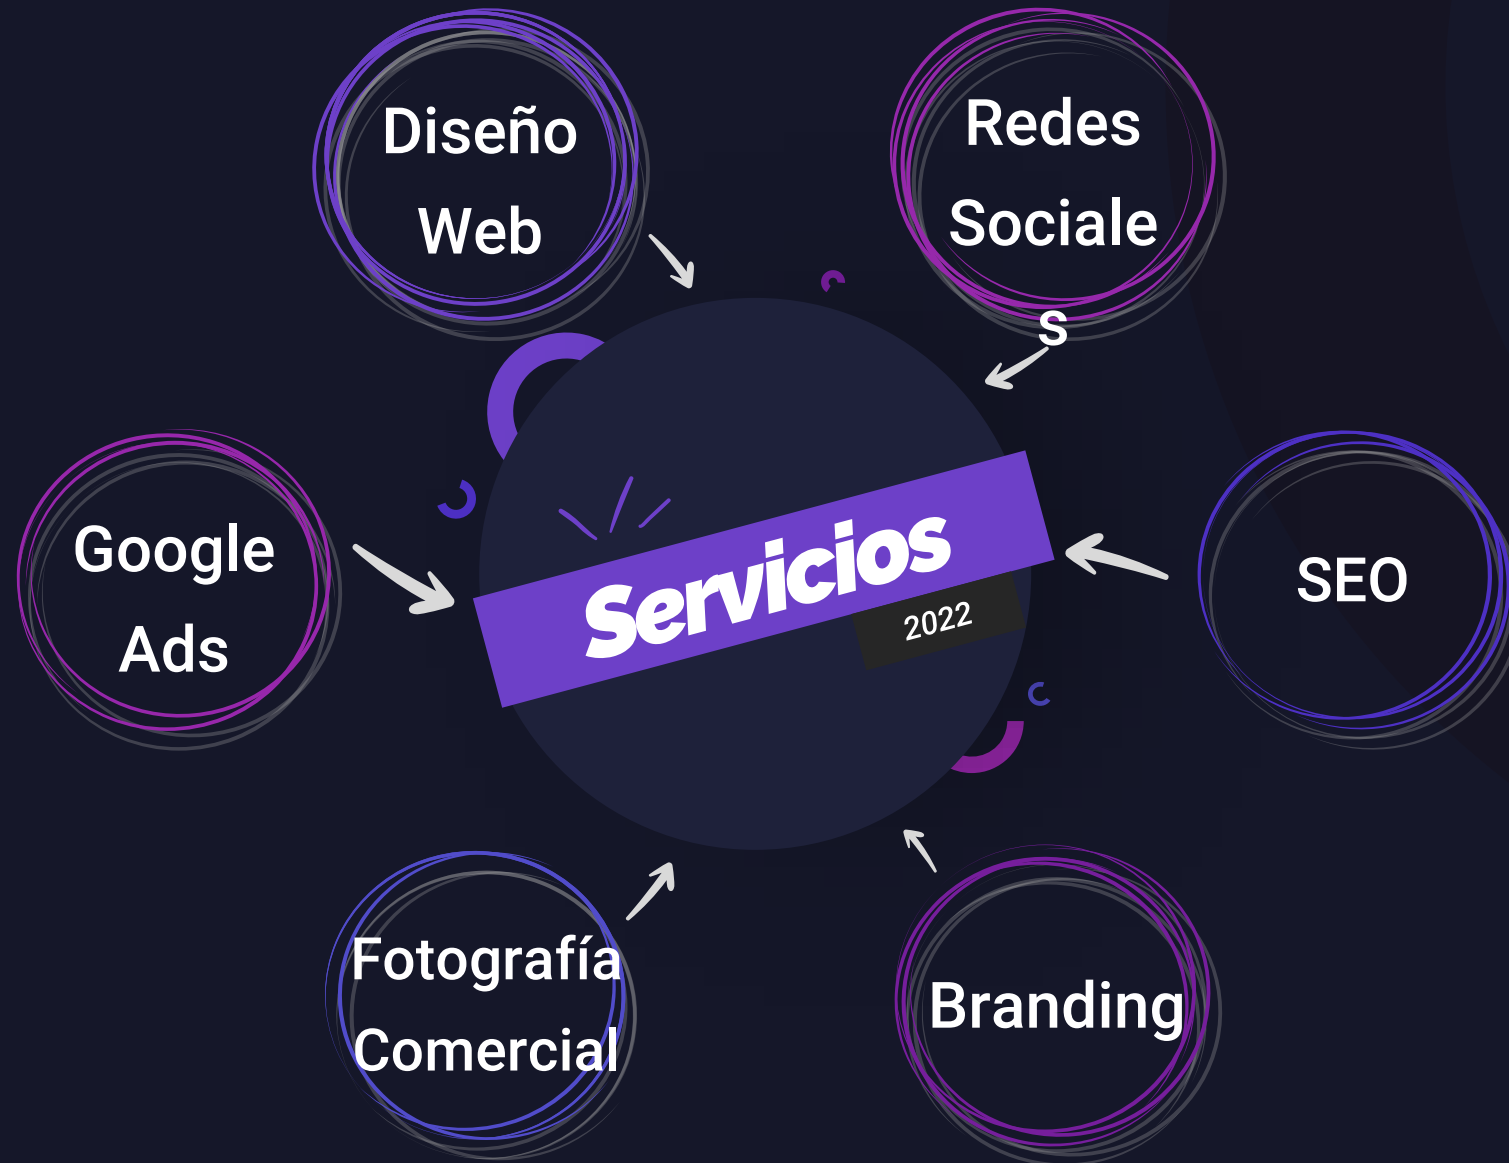 Diseño
Web
Redes
Sociale
s
Google
Ads
Servicios
2022
SEO
Fotografía
Comercial
Branding